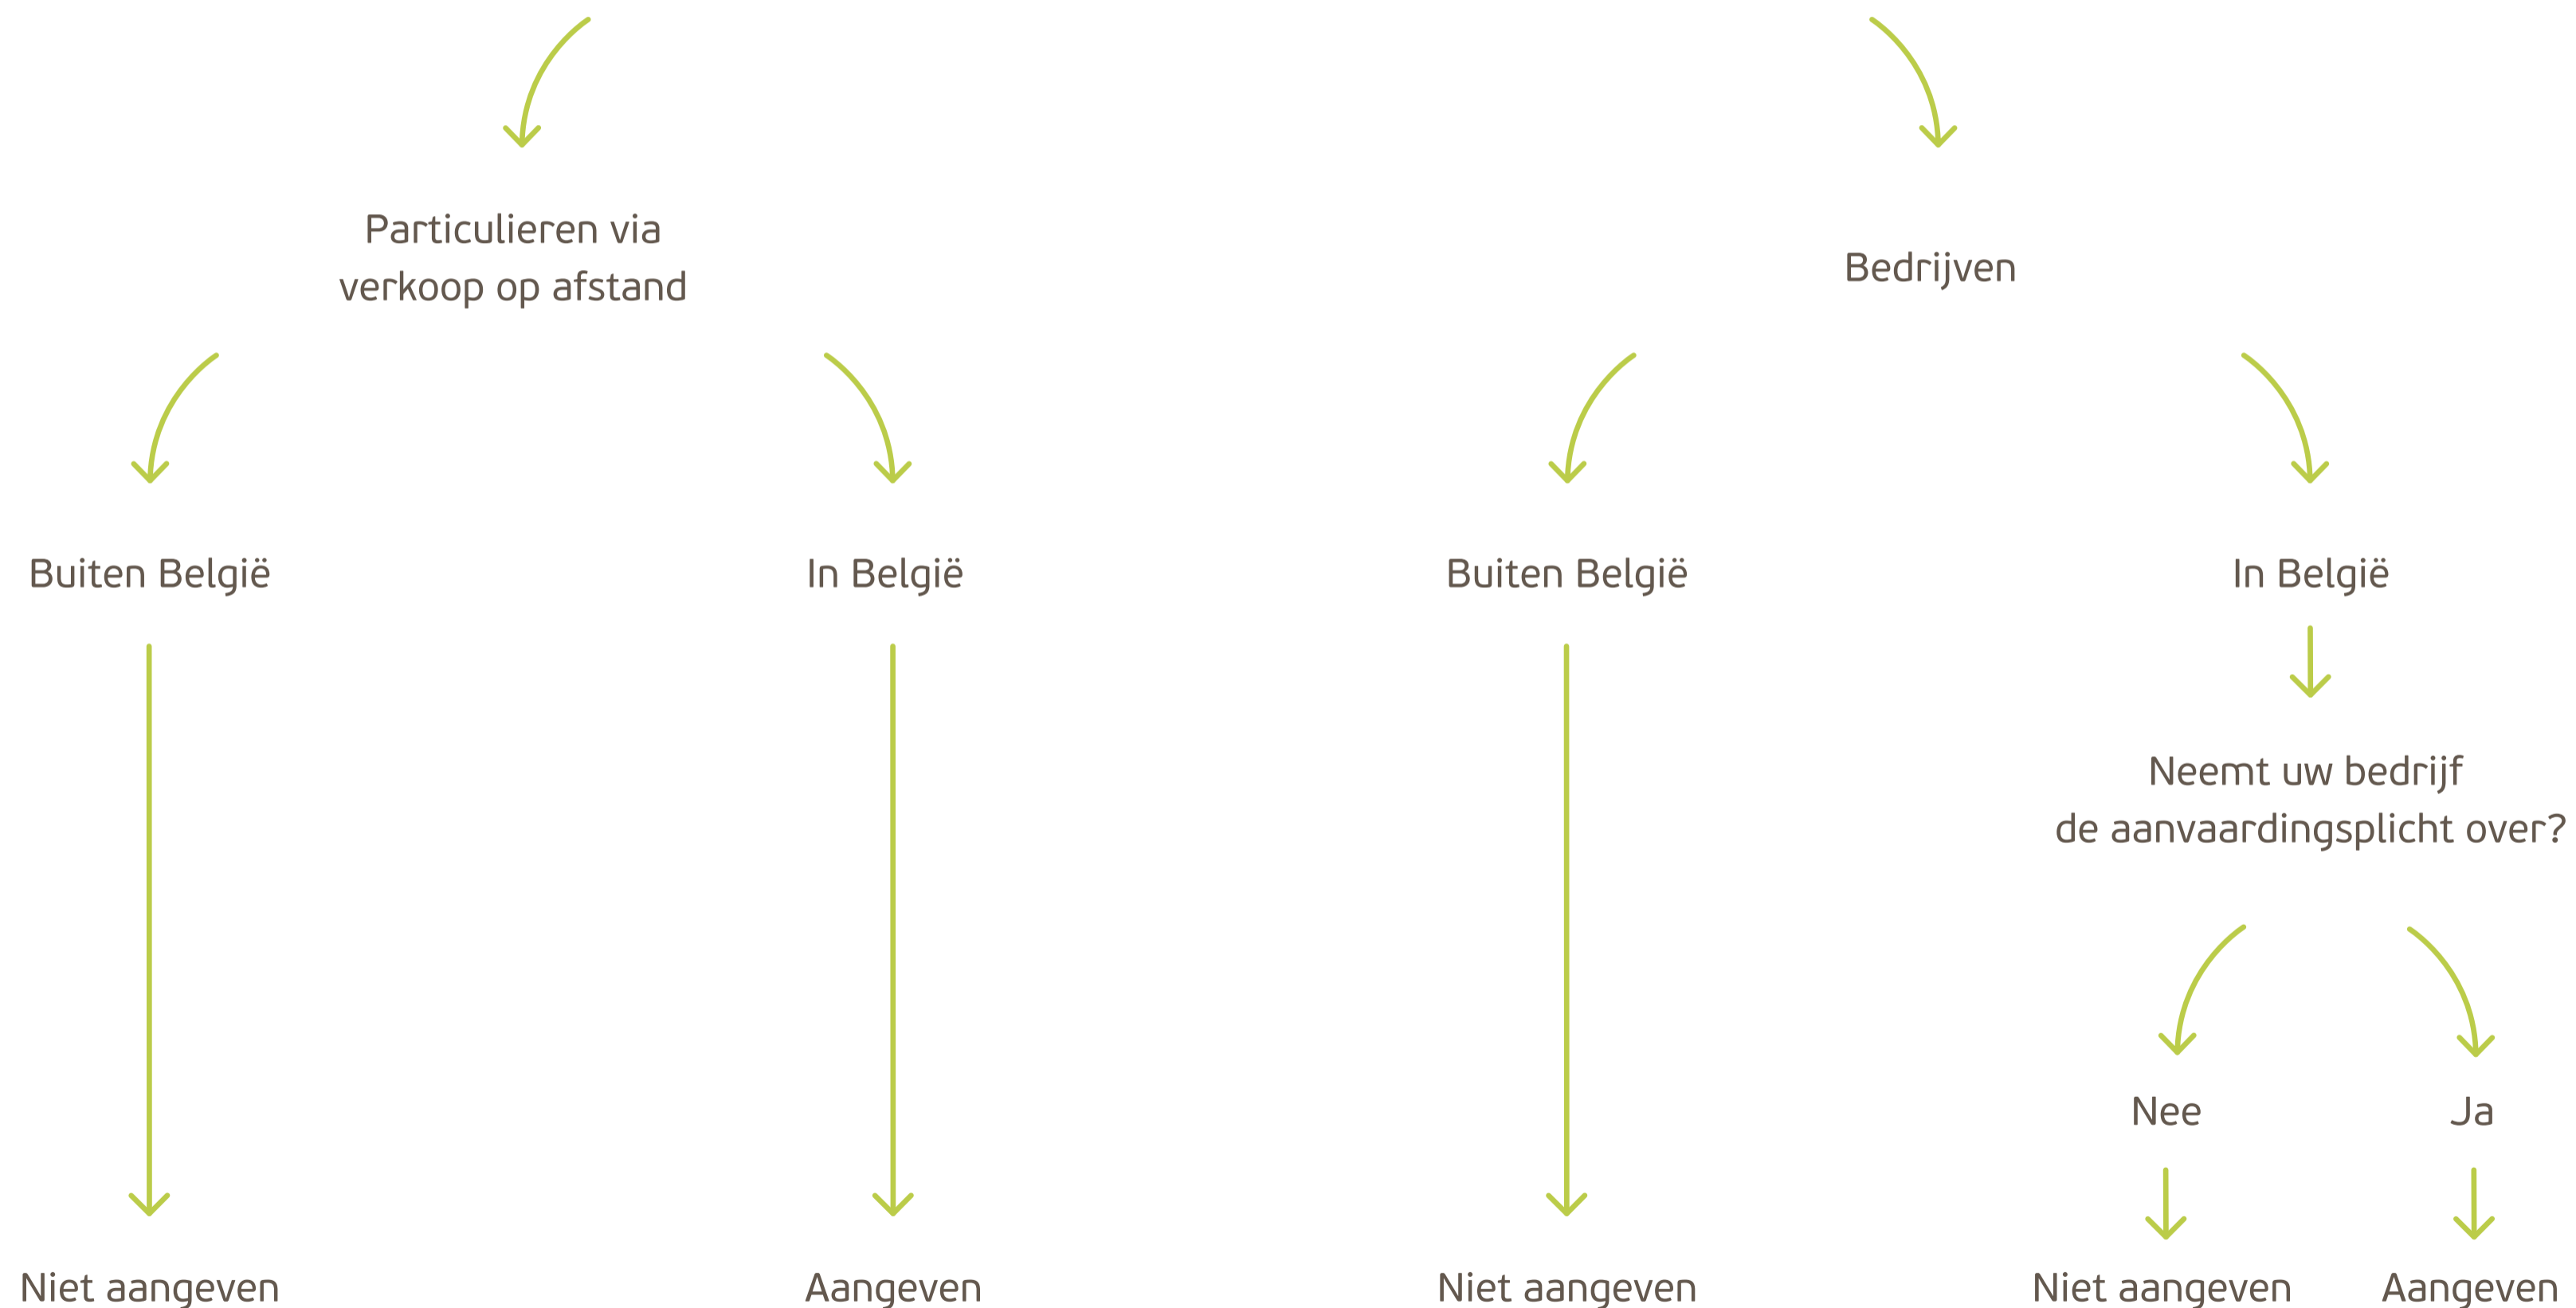 Particulieren via
verkoop op afstand
Bedrijven
Buiten België
In België
Buiten België
In België
Neemt uw bedrijf
de aanvaardingsplicht over?
Nee
Ja
Niet aangeven
Aangeven
Niet aangeven
Niet aangeven
Aangeven